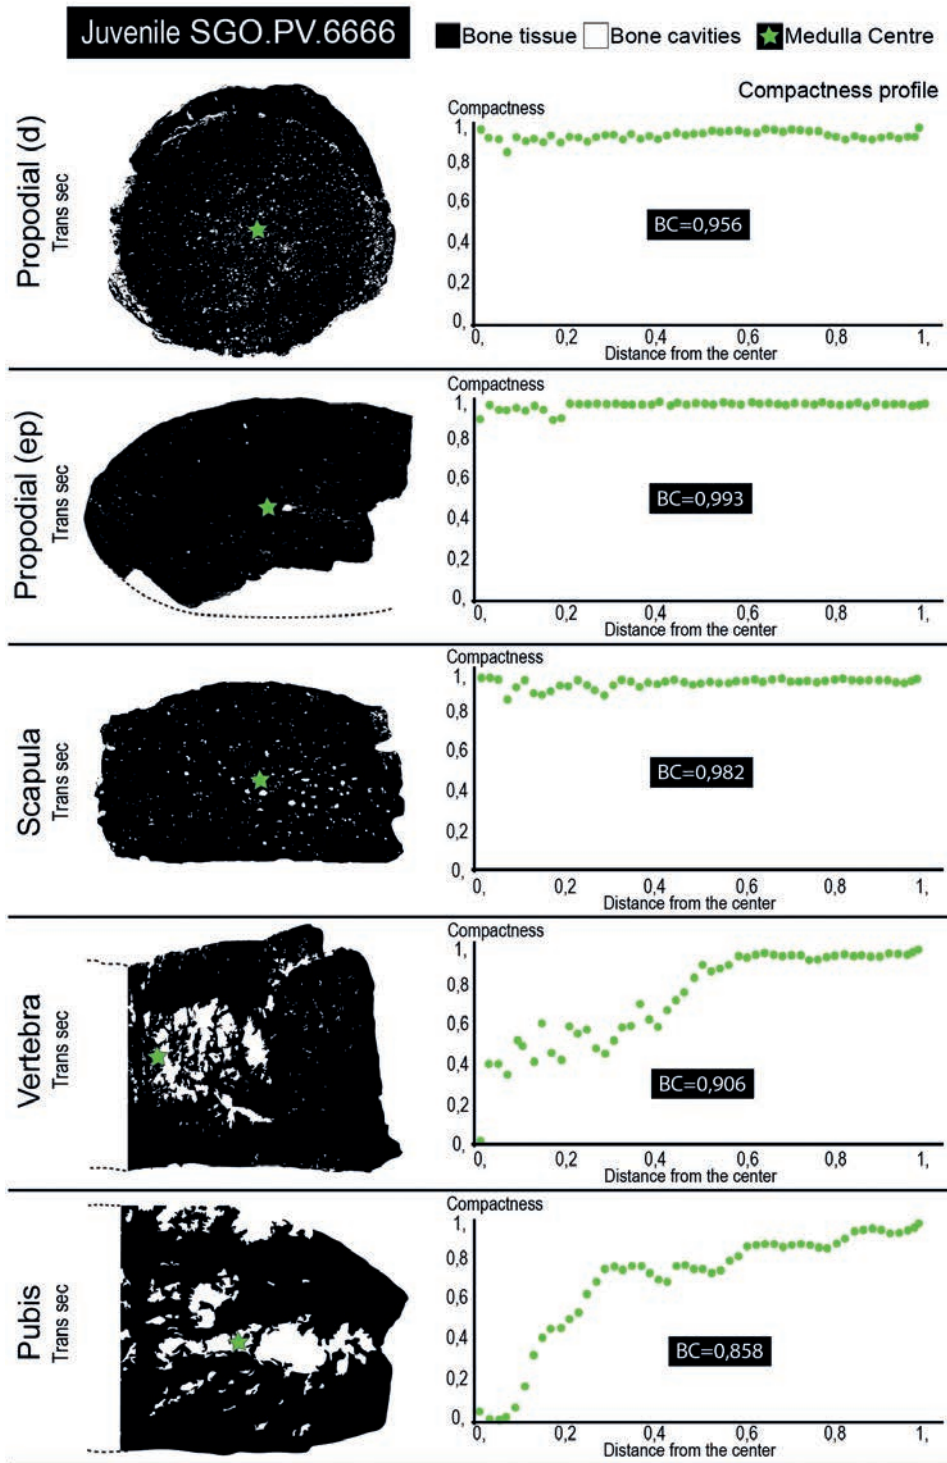 Juvenile SGO.PV.6666
Bone tissue Bone cavities Medulla Centre
Compactness profile
Propodial (d)
Trans sec
Compactness
1,
0,8
0,6
0,4
0,2
0,
BC=0,956
0, 0,2 0,4 0,6 0,8 1,
Distance from the center
Propodial (ep)
Trans sec
Compactness
1,
0,8
0,6
0,4
0,2
0,
BC=0,993
0, 0,2 0,4 0,6 0,8 1,
Distance from the center
Scapula
Trans sec
Compactness
1,
0,8
0,6
0,4
0,2
0,
BC=0,982
0, 0,2 0,4 0,6 0,8 1,
Distance from the center
Vertebra
Trans sec
Compactness
1,
0,8
0,6
0,4
0,2
0,
BC=0,906
0, 0,2 0,4 0,6 0,8 1,
Distance from the center
Pubis
Trans sec
Compactness
1,
0,8
0,6
0,4
0,2
0,
BC=0,858
0, 0,2 0,4 0,6 0,8 1,
Distance from the center